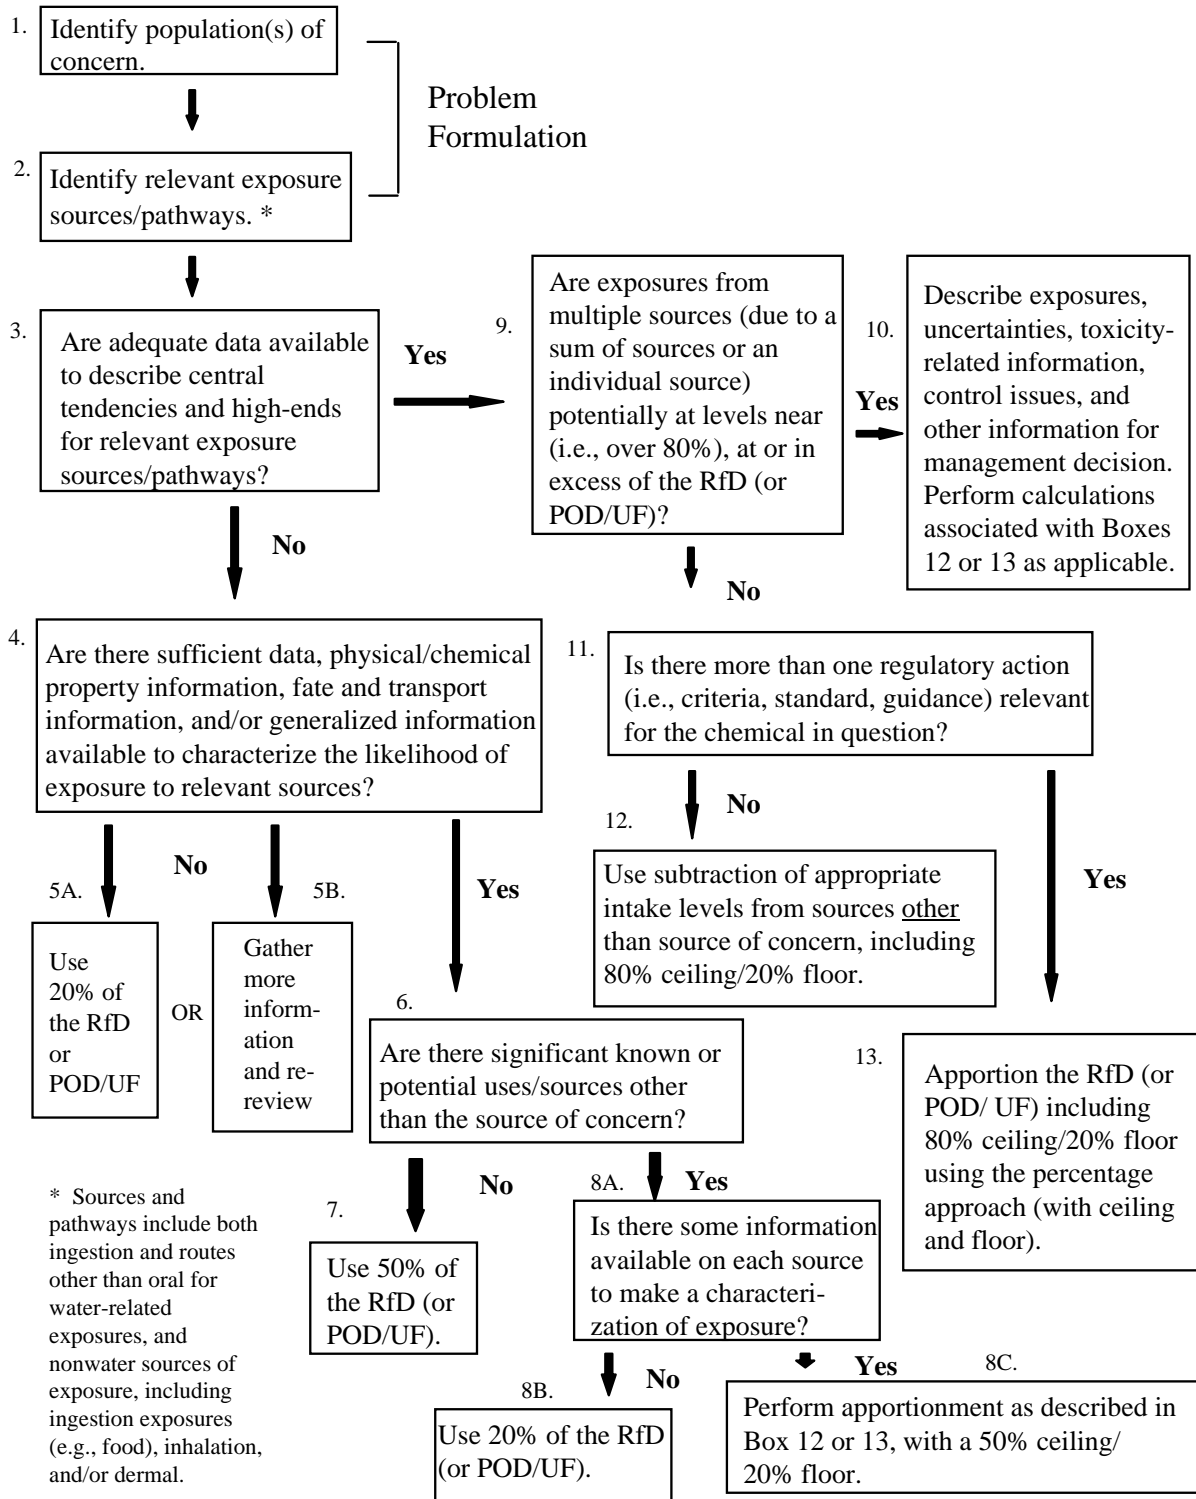 1.
Identify population(s) of
concern.
Problem
Formulation
2.
Identify relevant exposure
sources/pathways. *
3.
Are adequate data available
to describe central
tendencies and high-ends
for relevant exposure
sources/pathways?
Yes
No
9.
Are exposures from
multiple sources (due to a
sum of sources or an
individual source)
potentially at levels near
(i.e., over 80%), at or in
excess of the RfD (or
POD/UF)?
Yes
No
10.
Describe exposures,
uncertainties, toxicity-
related information,
control issues, and
other information for
management decision.
Perform calculations
associated with Boxes
12 or 13 as applicable.
4.
Are there sufficient data, physical/chemical
property information, fate and transport
information, and/or generalized information
available to characterize the likelihood of
exposure to relevant sources?
No
Yes
11.
Is there more than one regulatory action
(i.e., criteria, standard, guidance) relevant
for the chemical in question?
No
Yes
5A.
Use
20% of
the RfD
or
POD/UF
OR
5B.
Gather
more
inform-
ation
and re-
review
12.
Use subtraction of appropriate
intake levels from sources other
than source of concern, including
80% ceiling/20% floor.
6.
Are there significant known or
potential uses/sources other
than the source of concern?
No
Yes
13.
Apportion the RfD (or
POD/ UF) including
80% ceiling/20% floor
using the percentage
approach (with ceiling
and floor).
7.
Use 50% of
the RfD (or
POD/UF).
8A.
Is there some information
available on each source
to make a characteri-
zation of exposure?
No
Yes
8B.
Use 20% of the RfD
(or POD/UF).
8C.
Perform apportionment as described in
Box 12 or 13, with a 50% ceiling/
20% floor.
* Sources and
pathways include both
ingestion and routes
other than oral for
water-related
exposures, and
nonwater sources of
exposure, including
ingestion exposures
(e.g., food), inhalation,
and/or dermal.